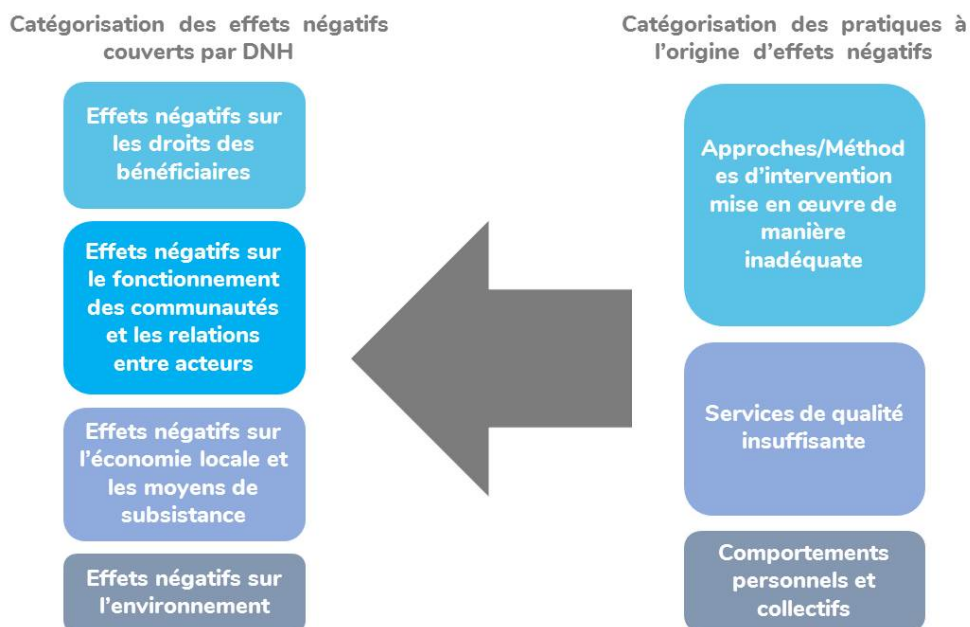 Catégorisation des effets négatifs
couverts par DNH
Effets négatifs sur
les droits des
bénéficiaires
Effets négatifs sur
le fonctionnement
des communautés
et les relations
entre acteurs
Effets négatifs sur
l'économie locale et
les moyens de
subsistance
Effets négatifs sur
l'environnement
Catégorisation des pratiques à
l'origine d'effets négatifs
Approches/Méthod
es d'intervention
mise en œuvre de
manière
inadéquate
Services de qualité
insuffisante
Comportements
personnels et
collectifs